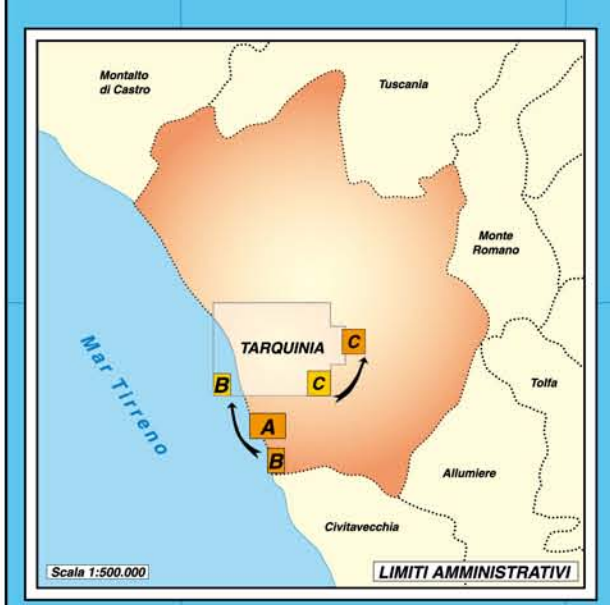 Montalto
di Castro
Tuscania
Monte
Romano
TARQUINIA
C
B
C
Mar Tirreno
Tolfa
A
B
Allumiere
Civitavecchia
Scala 1:500.000
LIMITI AMMINISTRATIVI